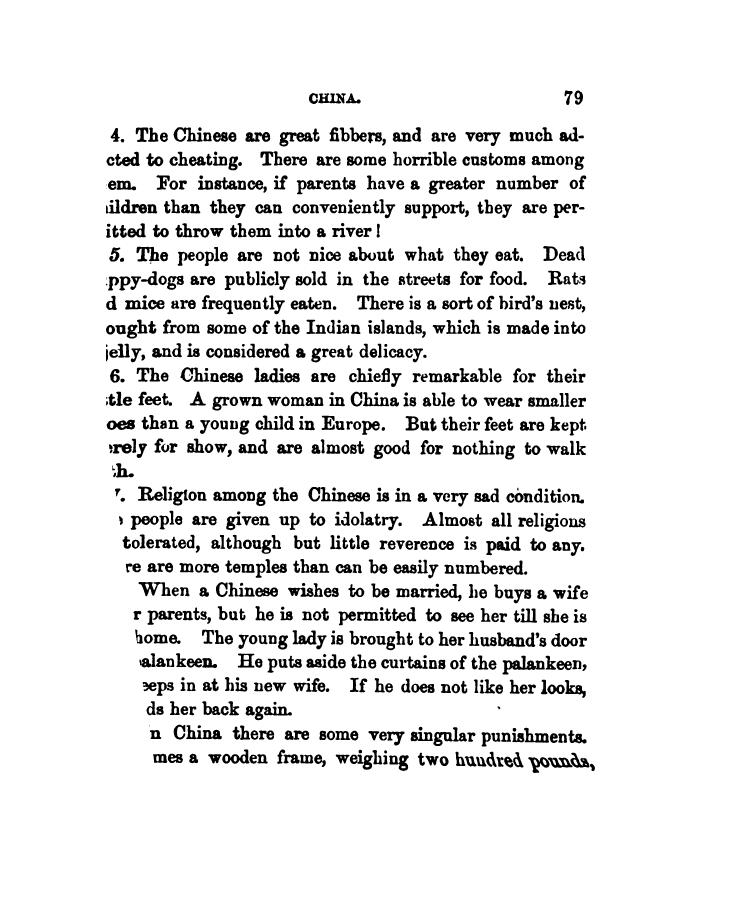 CHINA. 79
4. The Chinese are great fibbers, and are very much ad-
cted to cheating. There are some horrible customs among
em. For instance, if parents have a greater number of
ildren than they can conveniently support, they are per-
itted to throw them into a river!
5. The people are not nice about what they eat. Dead
ppy-dogs are publicly sold in the streets for food. Rats
d mice are frequently eaten. There is a sort of bird's nest,
ought from some of the Indian islands, which is made into
jelly, and is considered a great delicacy.
6. The Chinese ladies are chiefly remarkable for their
tle feet. A grown woman in China is able to wear smaller
oes than a young child in Europe. But their feet are kept
rely for show, and are almost good for nothing to walk
h.
7. Religion among the Chinese is in a very sad condition.
people are given up to idolatry. Almost all religions
tolerated, although but little reverence is paid to any.
re are more temples than can be easily numbered.
When a Chinese wishes to be married, he buys a wife
r parents, but he is not permitted to see her till she is
home. The young lady is brought to her husband's door
alankeen. He puts aside the curtains of the palankeen,
eeps in at his new wife. If he does not like her looks,
ds her back again.
n China there are some very singular punishments.
mes a wooden frame, weighing two hundred pounds,